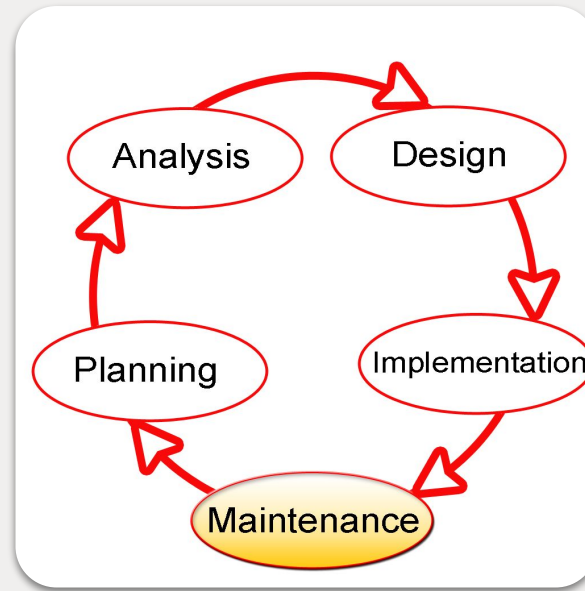 Analysis
Design
Planning
Implementation
Maintenance